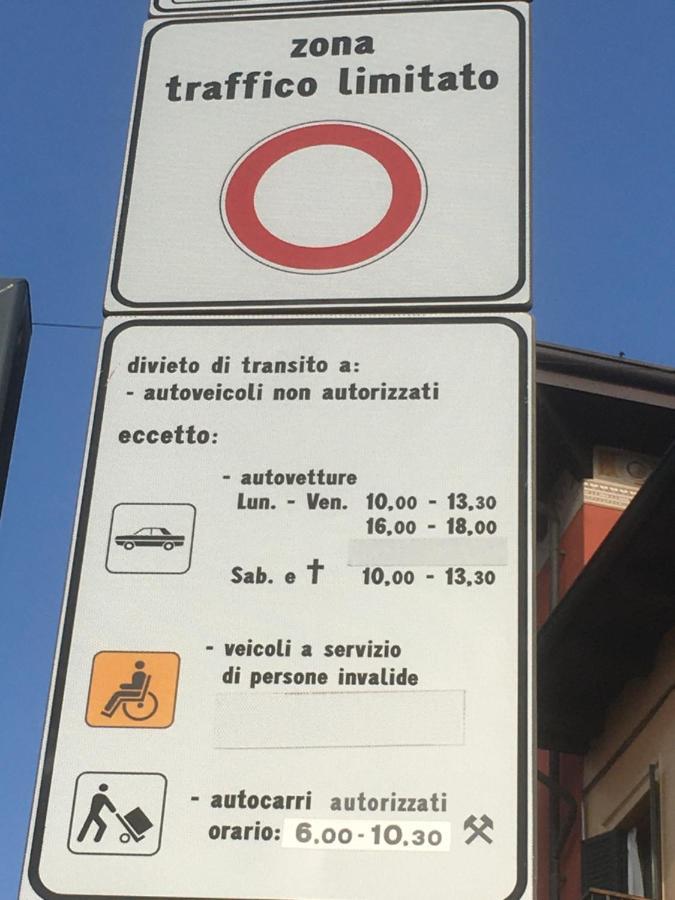 zona
traffico limitato
divieto di transito a:
- autoveicoli non autorizzati
eccetto:
- autovetture
Lun. - Ven. 10,00 - 13,30
16,00 - 18,00
Sab. e † 10,00 - 13,30
- veicoli a servizio
di persone invalide
- autocarri autorizzati
orario: 6.00-10.30